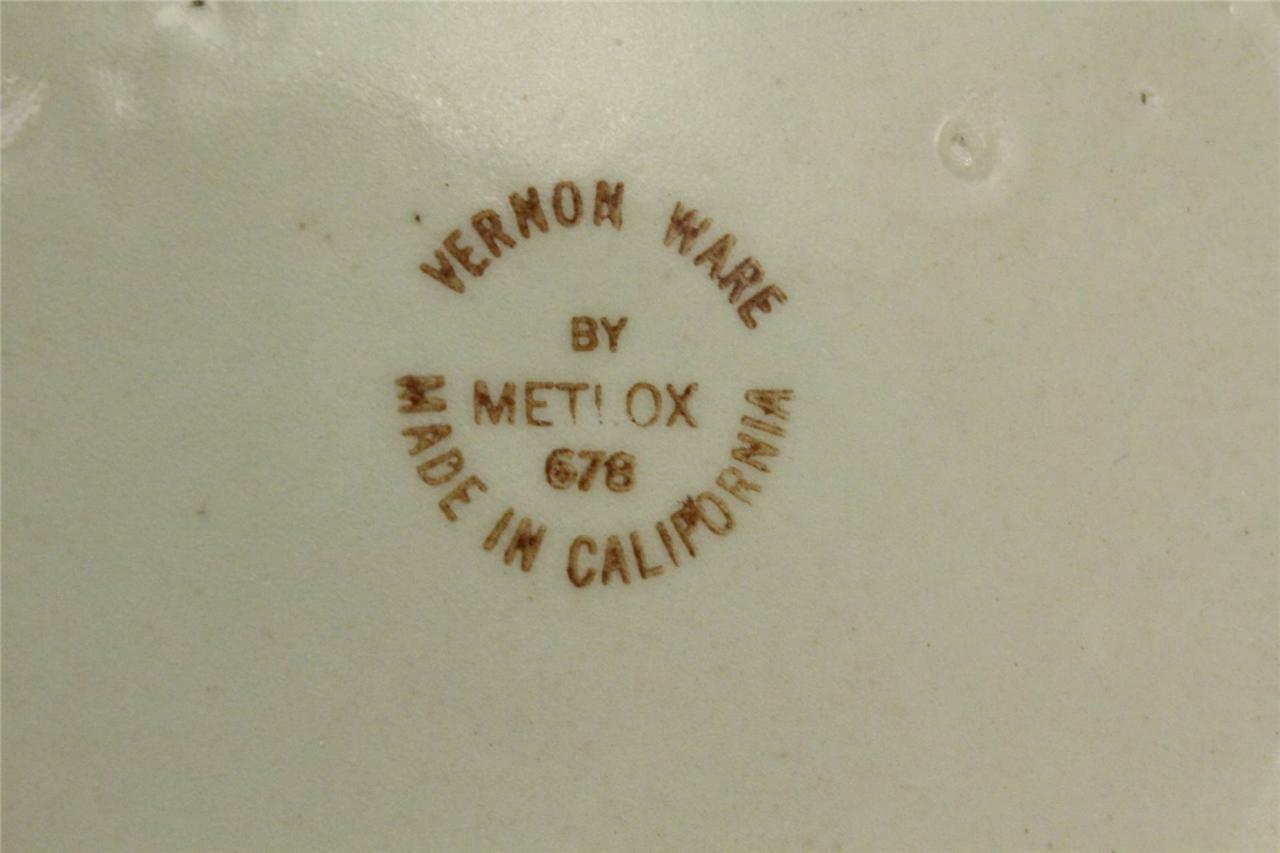 VERNON WARE
BY
METLOX
678
MADE IN CALIFORNIA